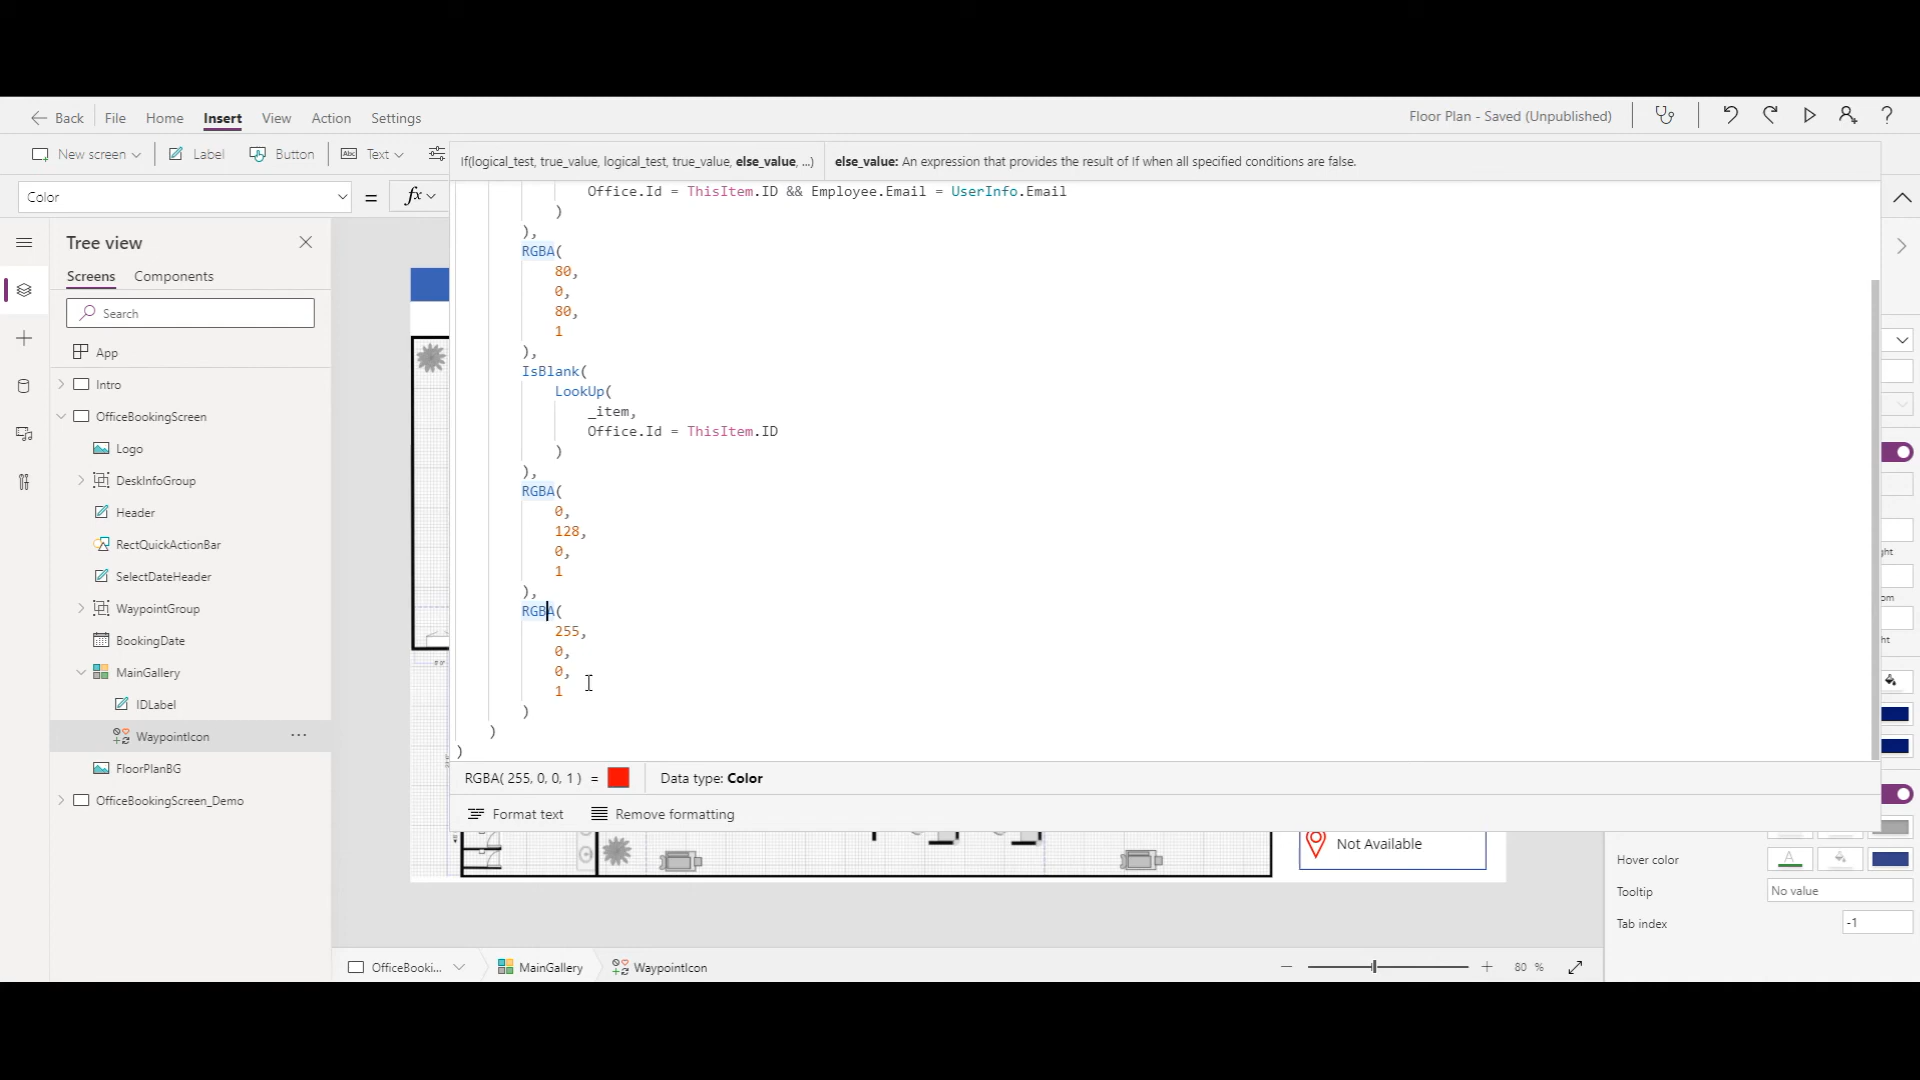 Back File Home Insert View Action Settings
Floor Plan - Saved (Unpublished)
New screen Label Button Text
If(logical_test, true_value, logical_test, true_value, else_value, ...) else_value: An expression that provides the result of If when all specified conditions are false.
Color = fx
Office.Id = ThisItem.ID && Employee.Email = UserInfo.Email
)
),
RGBA(
80,
0,
80,
1
),
IsBlank(
LookUp(
_item,
Office.Id = ThisItem.ID
)
),
RGBA(
0,
128,
0,
1
),
RGBA(
255,
0,
0,
1
)
)
)
RGBA( 255, 0, 0, 1 ) = Data type: Color
Format text Remove formatting
Tree view
Screens Components
Search
App
Intro
OfficeBookingScreen
Logo
DeskInfoGroup
Header
RectQuickActionBar
SelectDateHeader
WaypointGroup
BookingDate
MainGallery
IDLabel
WaypointIcon ...
FloorPlanBG
OfficeBookingScreen_Demo
Not Available
ght
om
ht
Hover color
Tooltip No value
Tab index -1
OfficeBooki... MainGallery WaypointIcon
80 %